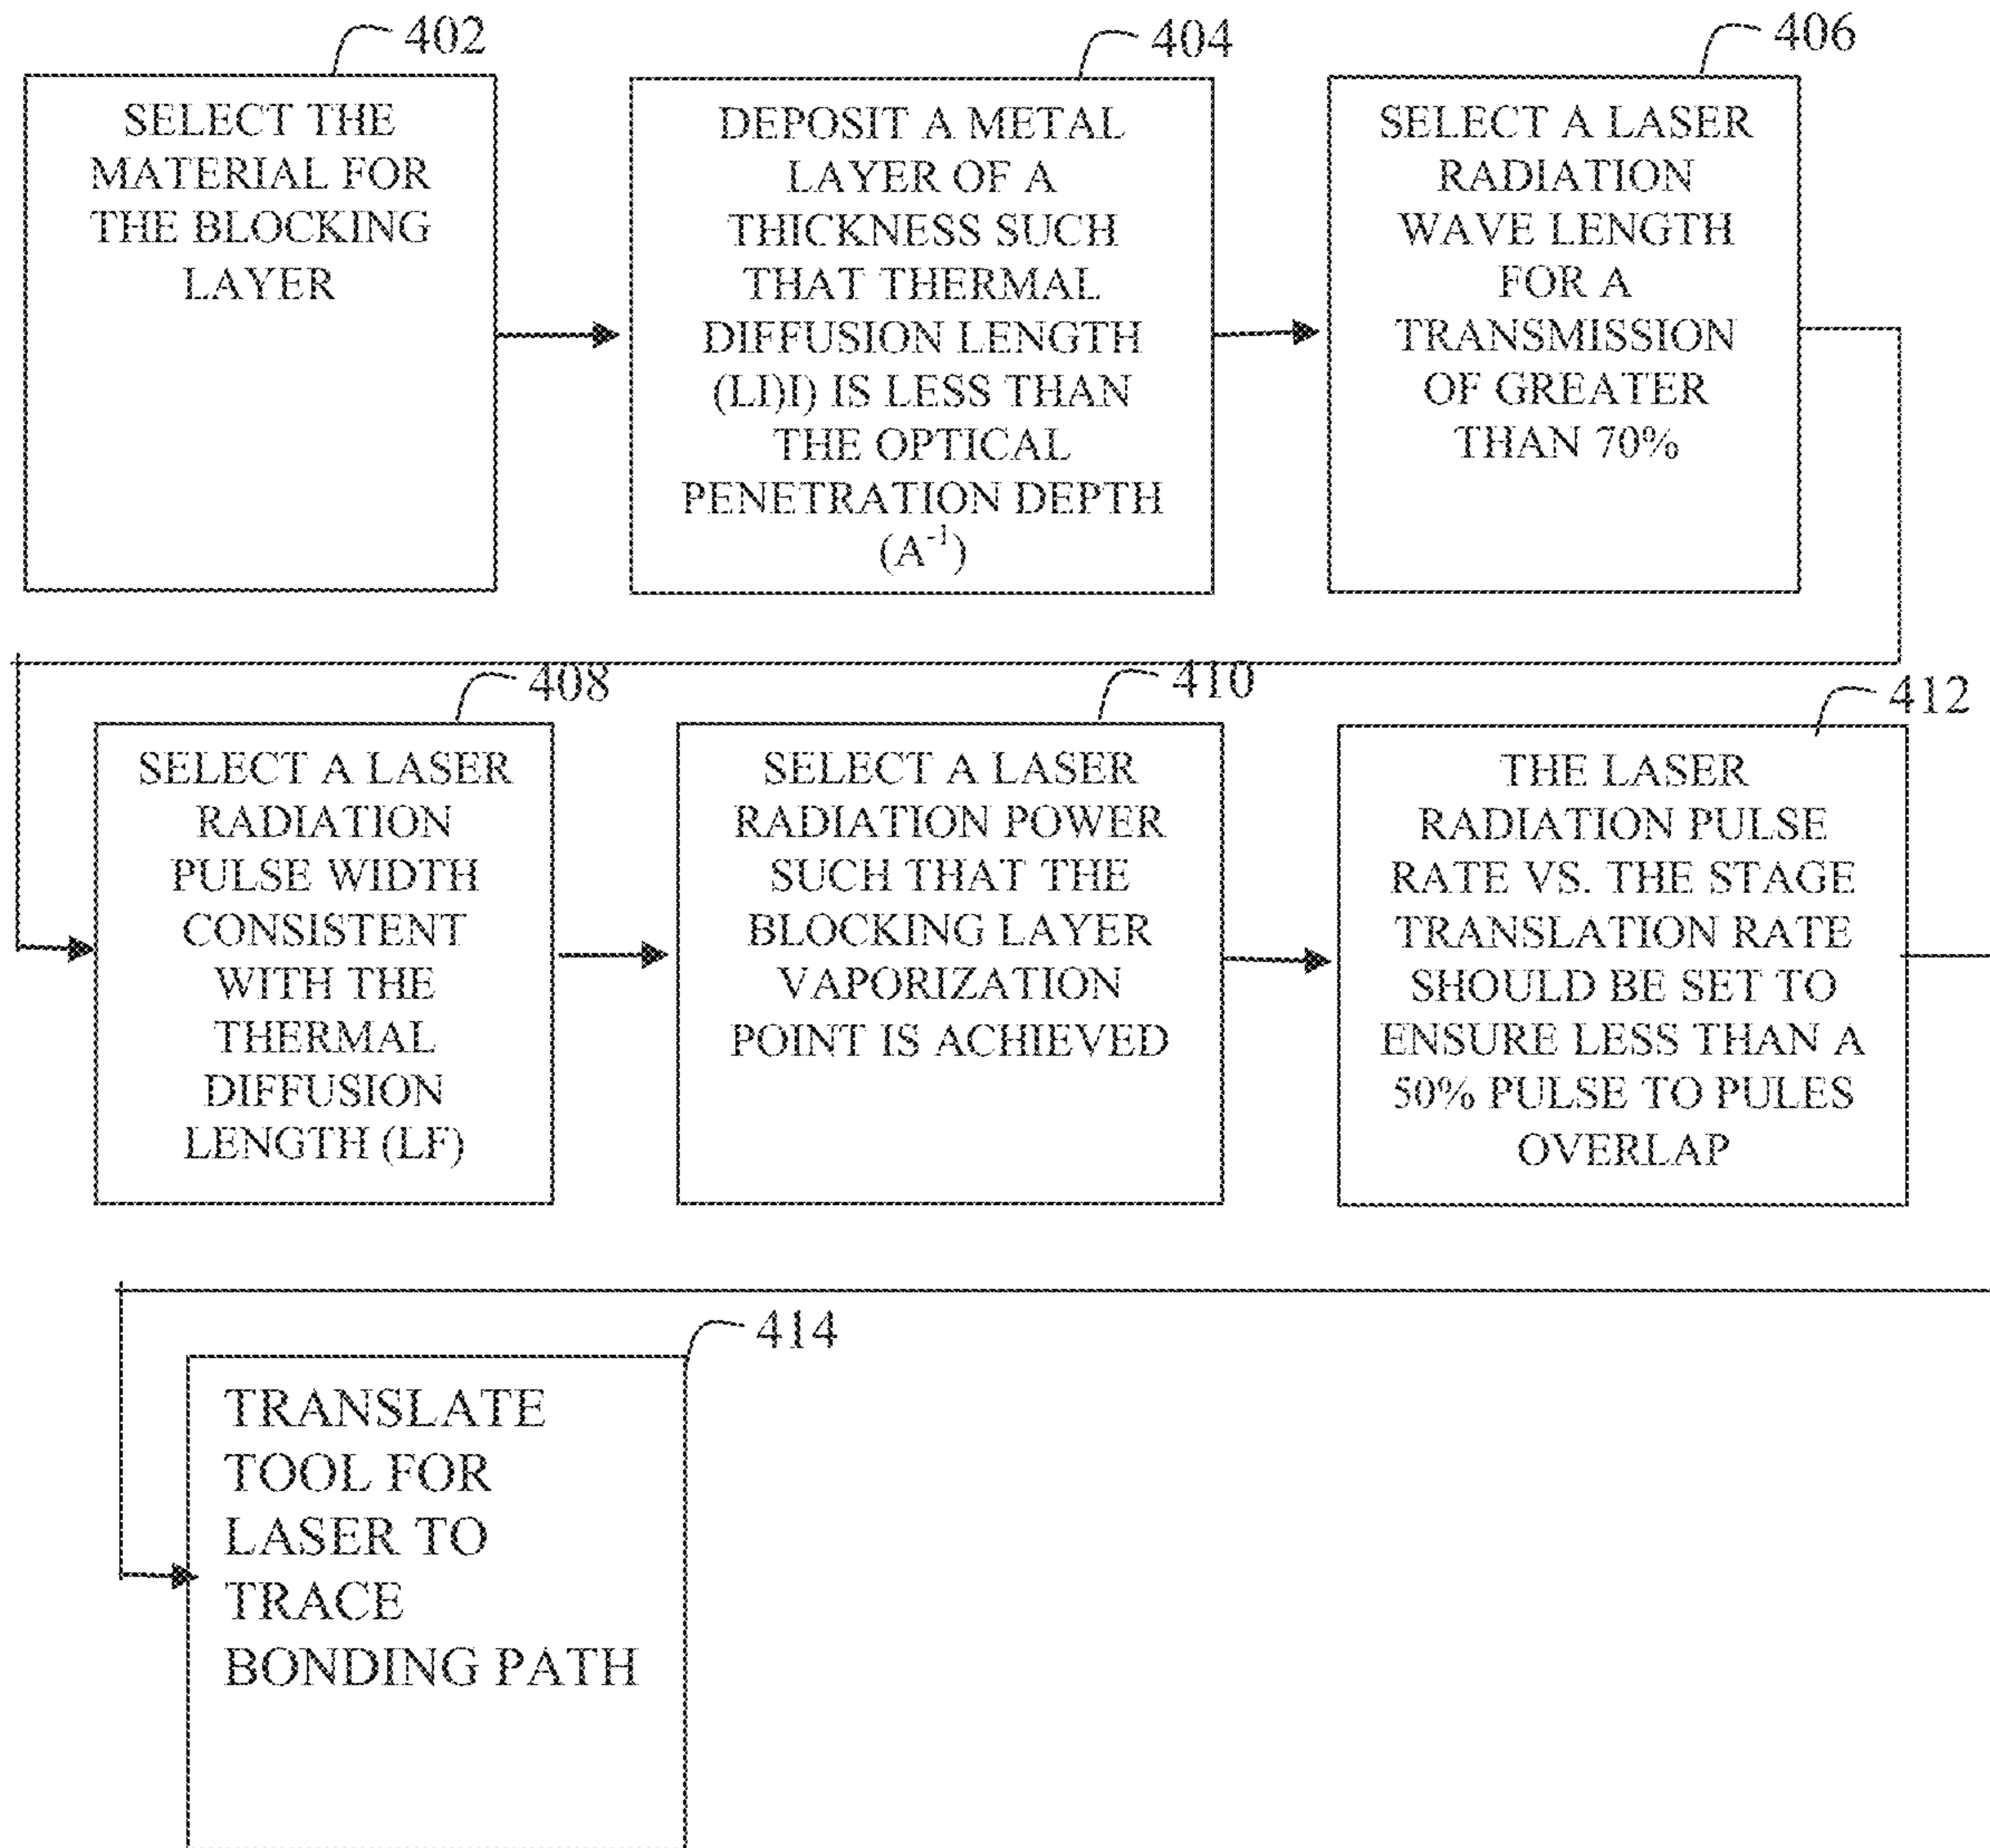 402
SELECT THE
MATERIAL FOR
THE BLOCKING
LAYER
404
DEPOSIT A METAL
LAYER OF A
THICKNESS SUCH
THAT THERMAL
DIFFUSION LENGTH
(LI)I) IS LESS THAN
THE OPTICAL
PENETRATION DEPTH
(A⁻¹)
406
SELECT A LASER
RADIATION
WAVE LENGTH
FOR A
TRANSMISSION
OF GREATER
THAN 70%
408
SELECT A LASER
RADIATION
PULSE WIDTH
CONSISTENT
WITH THE
THERMAL
DIFFUSION
LENGTH (LF)
410
SELECT A LASER
RADIATION POWER
SUCH THAT THE
BLOCKING LAYER
VAPORIZATION
POINT IS ACHIEVED
412
THE LASER
RADIATION PULSE
RATE VS. THE STAGE
TRANSLATION RATE
SHOULD BE SET TO
ENSURE LESS THAN A
50% PULSE TO PULES
OVERLAP
414
TRANSLATE
TOOL FOR
LASER TO
TRACE
BONDING PATH